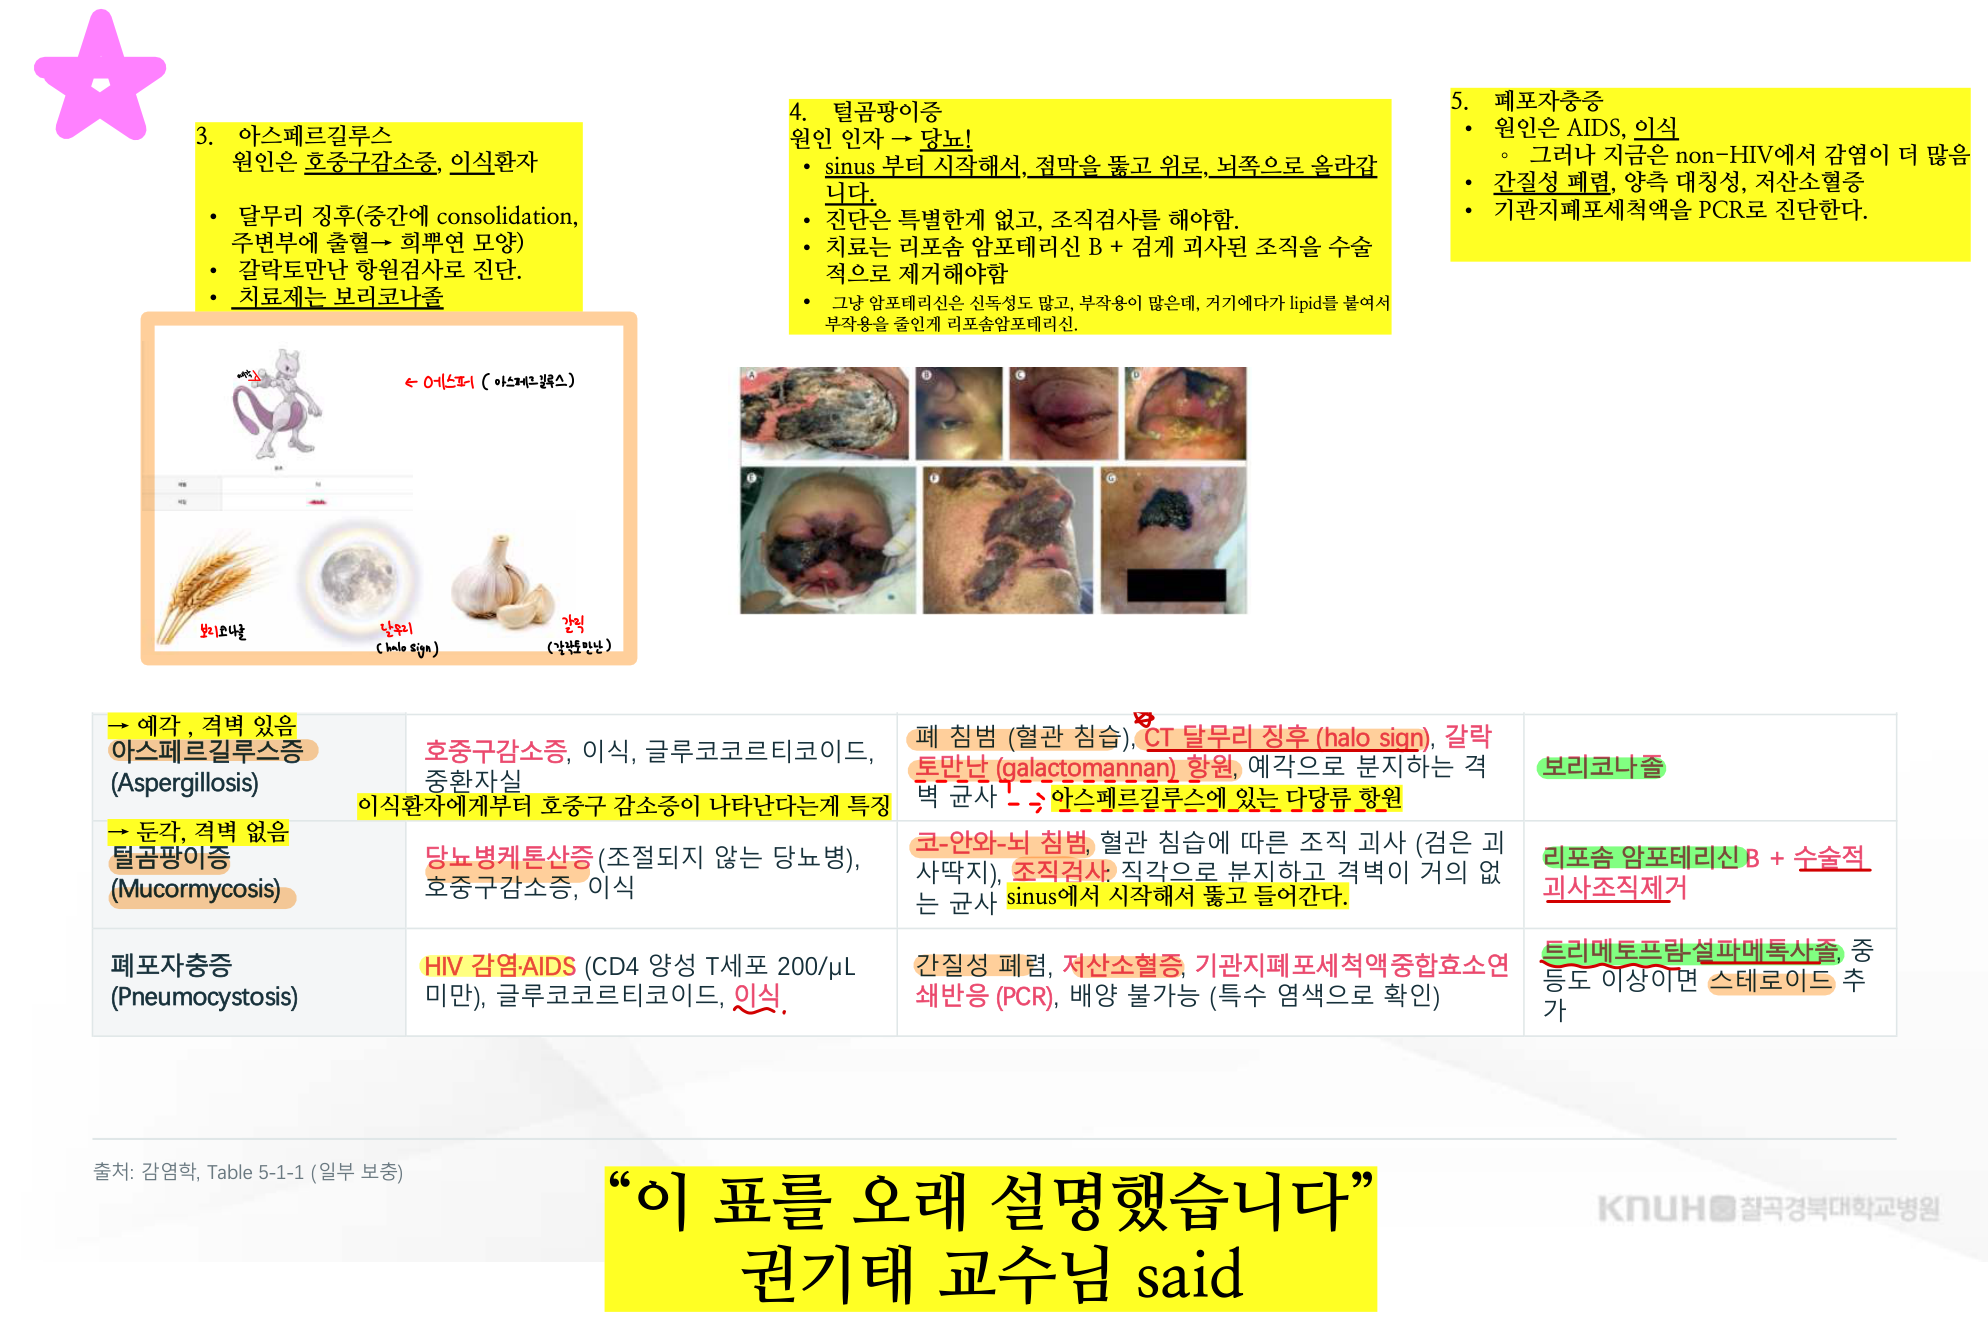 3. 아스페르길루스
원인은 호중구감소증, 이식환자
• 달무리 징후(중간에 consolidation,
주변부에 출혈→ 희뿌연 모양)
• 갈락토만난 항원검사로 진단.
• 치료제는 보리코나졸
4. 털곰팡이증
원인 인자 → 당뇨!
• sinus 부터 시작해서, 점막을 뚫고 위로, 뇌쪽으로 올라갑
니다.
• 진단은 특별한게 없고, 조직검사를 해야함.
• 치료는 리포솜 암포테리신 B + 검게 괴사된 조직을 수술
적으로 제거해야함
• 그냥 암포테리신은 신독성도 많고, 부작용이 많은데, 거기에다가 lipid를 붙여서
부작용을 줄인게 리포솜암포테리신.
5. 폐포자충증
• 원인은 AIDS, 이식
◦ 그러나 지금은 non-HIV에서 감염이 더 많음
• 간질성 폐렴, 양측 대칭성, 저산소혈증
• 기관지폐포세척액을 PCR로 진단한다.
예각
← 에스퍼 ( 아스페르길루스)
보리코나졸
달무리
(halo sign)
갈릭
(갈락토만난)
A
B
C
D
E
F
G
→ 예각 , 격벽 있음
아스페르길루스증
(Aspergillosis)
호중구감소증, 이식, 글루코코르티코이드,
중환자실
이식환자에게부터 호중구 감소증이 나타난다는게 특징
폐 침범 (혈관 침습), CT 달무리 징후 (halo sign), 갈락
토만난 (galactomannan) 항원, 예각으로 분지하는 격
벽 균사
아스페르길루스에 있는 다당류 항원
보리코나졸
→ 둔각, 격벽 없음
털곰팡이증
(Mucormycosis)
당뇨병케톤산증 (조절되지 않는 당뇨병),
호중구감소증, 이식
코-안와-뇌 침범, 혈관 침습에 따른 조직 괴사 (검은 괴
사딱지), 조직검사: 직각으로 분지하고 격벽이 거의 없
는 균사
sinus에서 시작해서 뚫고 들어간다.
리포솜 암포테리신 B + 수술적
괴사조직제거
폐포자충증
(Pneumocystosis)
HIV 감염·AIDS (CD4 양성 T세포 200/μL
미만), 글루코코르티코이드, 이식
간질성 폐렴, 저산소혈증, 기관지폐포세척액중합효소연
쇄반응 (PCR), 배양 불가능 (특수 염색으로 확인)
트리메토프림-설파메톡사졸, 중
등도 이상이면 스테로이드 추
가
출처: 감염학, Table 5-1-1 (일부 보충)
“이 표를 오래 설명했습니다”
권기태 교수님 said
KNUH 칠곡경북대학교병원